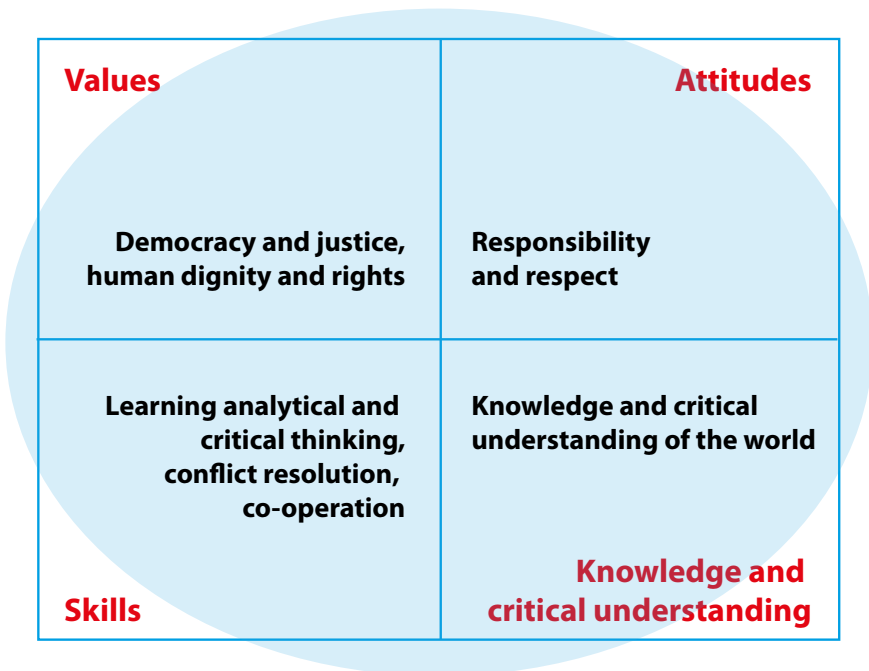 Values
Attitudes
Democracy and justice,
human dignity and rights
Responsibility
and respect
Learning analytical and
critical thinking,
conflict resolution,
co-operation
Knowledge and critical
understanding of the world
Skills
Knowledge and
critical understanding